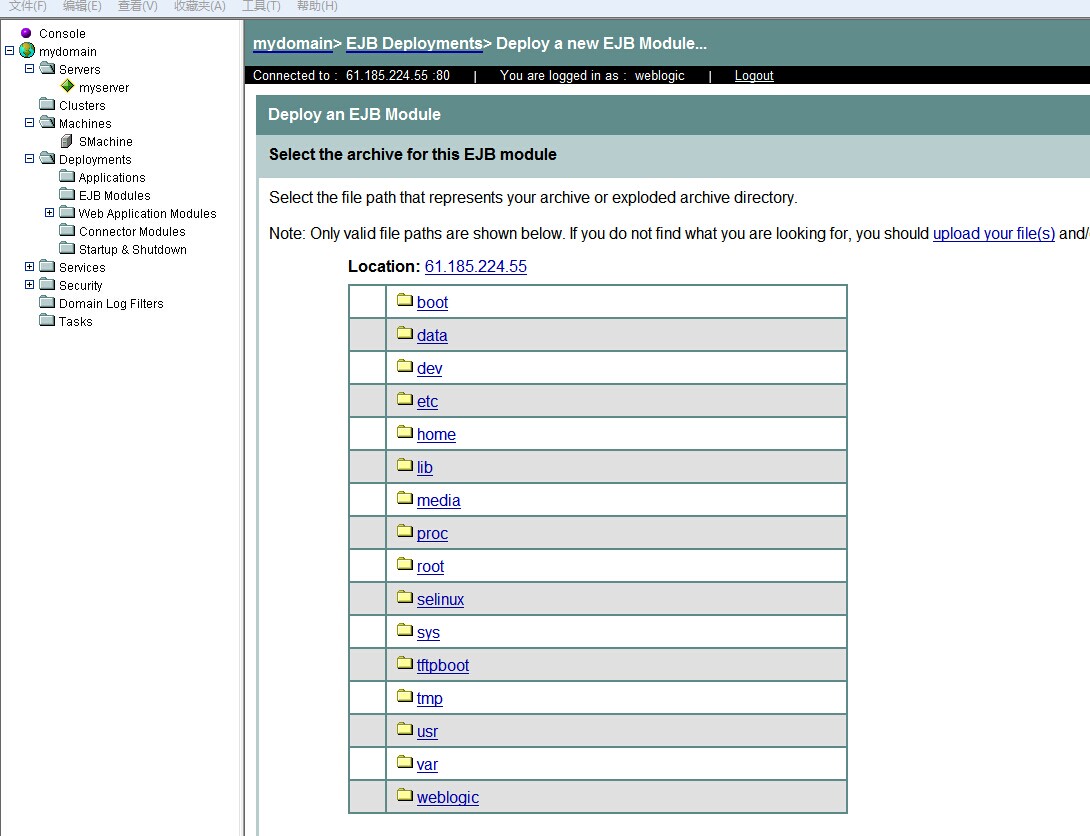 文件(F) 编辑(E) 查看(V) 收藏夹(A) 工具(T) 帮助(H)
Console
mydomain
Servers
myserver
Clusters
Machines
SMachine
Deployments
Applications
EJB Modules
Web Application Modules
Connector Modules
Startup & Shutdown
Services
Security
Domain Log Filters
Tasks
mydomain> EJB Deployments> Deploy a new EJB Module...
Connected to : 61.185.224.55 :80 | You are logged in as : weblogic | Logout
Deploy an EJB Module
Select the archive for this EJB module
Select the file path that represents your archive or exploded archive directory.
Note: Only valid file paths are shown below. If you do not find what you are looking for, you should upload your file(s) and/
Location: 61.185.224.55
boot
data
dev
etc
home
lib
media
proc
root
selinux
sys
tftpboot
tmp
usr
var
weblogic